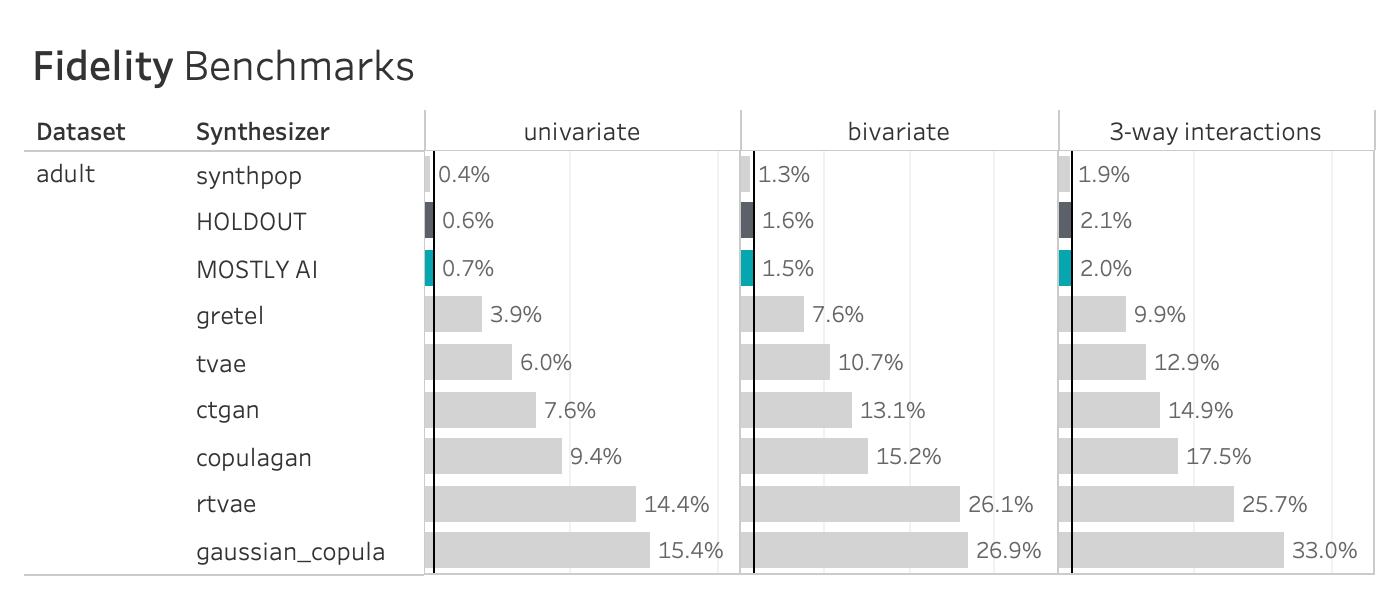 Fidelity Benchmarks
Dataset Synthesizer univariate bivariate 3-way interactions
adult synthpop 0.4% 1.3% 1.9%
HOLDOUT 0.6% 1.6% 2.1%
MOSTLY AI 0.7% 1.5% 2.0%
gretel 3.9% 7.6% 9.9%
tvae 6.0% 10.7% 12.9%
ctgan 7.6% 13.1% 14.9%
copulagan 9.4% 15.2% 17.5%
rtvae 14.4% 26.1% 25.7%
gaussian_copula 15.4% 26.9% 33.0%